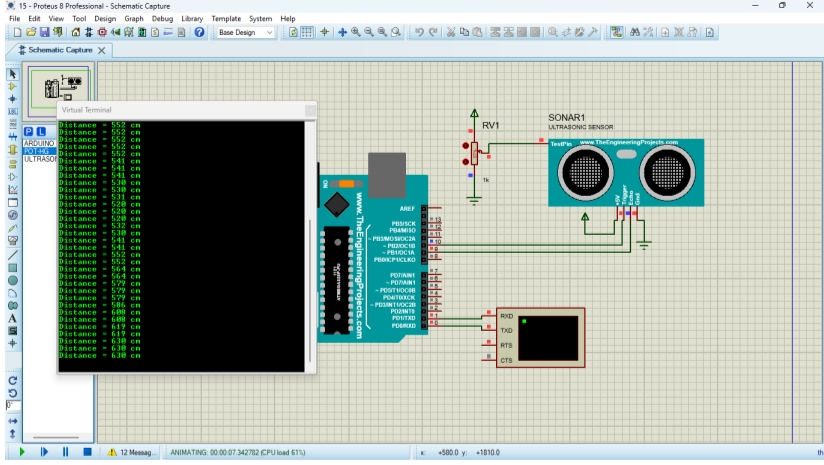 15 - Proteus 8 Professional - Schematic Capture
File Edit View Tool Design Graph Debug Library Template System Help
Base Design
Schematic Capture
Virtual Terminal
P L
ARDUINO
POT-HG
ULTRASO
Distance = 552 cm
Distance = 552 cm
Distance = 552 cm
Distance = 552 cm
Distance = 552 cm
Distance = 541 cm
Distance = 541 cm
Distance = 541 cm
Distance = 530 cm
Distance = 530 cm
Distance = 531 cm
Distance = 520 cm
Distance = 520 cm
Distance = 520 cm
Distance = 532 cm
Distance = 530 cm
Distance = 541 cm
Distance = 541 cm
Distance = 552 cm
Distance = 552 cm
Distance = 564 cm
Distance = 564 cm
Distance = 579 cm
Distance = 579 cm
Distance = 579 cm
Distance = 586 cm
Distance = 608 cm
Distance = 608 cm
Distance = 619 cm
Distance = 619 cm
Distance = 630 cm
Distance = 630 cm
Distance = 630 cm
RV1
1k
SONAR1
ULTRASONIC SENSOR
TestPin www.TheEngineeringProjects.com
+5V
Trigger
Echo
Gnd
ON
www.TheEngineeringProjects.com
AREF
PB5/SCK 13
PB4/MISO 12
~ PB3/MOSI/OC2A 11
~ PB2/OC1B 10
~ PB1/OC1A 9
PB0/ICP1/CLKO 8
PD7/AIN1 7
~ PD6/AIN0 6
~ PD5/T1/OC0B 5
PD4/T0/XCK 4
~ PD3/INT1/OC2B 3
PD2/INT0 2
PD1/TXD 1
PD0/RXD 0
RXD
TXD
RTS
CTS
0°
12 Messag...
ANIMATING: 00:00:07.342782 (CPU load 61%)
x: +580.0 y: +1810.0
th